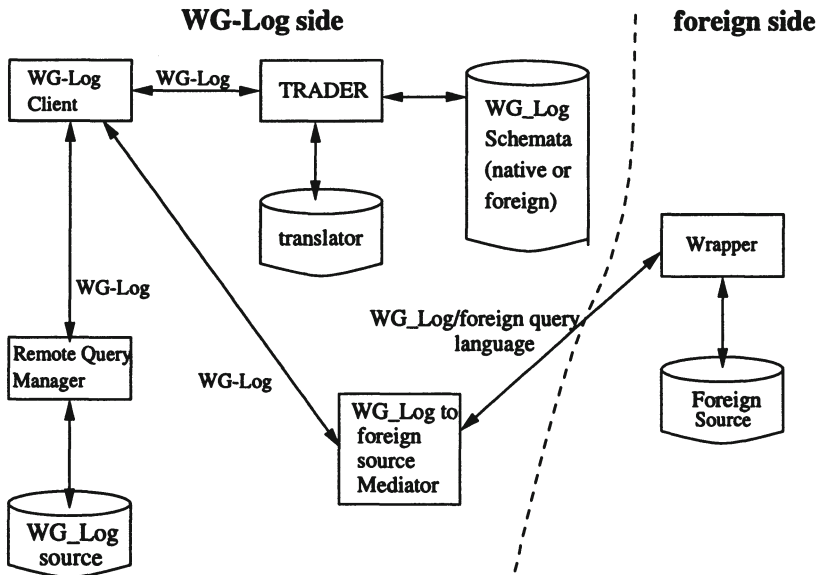 WG-Log side
foreign side
WG-Log
Client
WG-Log
TRADER
WG_Log
Schemata
(native or
foreign)
translator
Wrapper
WG-Log
WG_Log/foreign query
language
Remote Query
Manager
WG-Log
WG_Log to
foreign
source
Mediator
Foreign
Source
WG_Log
source